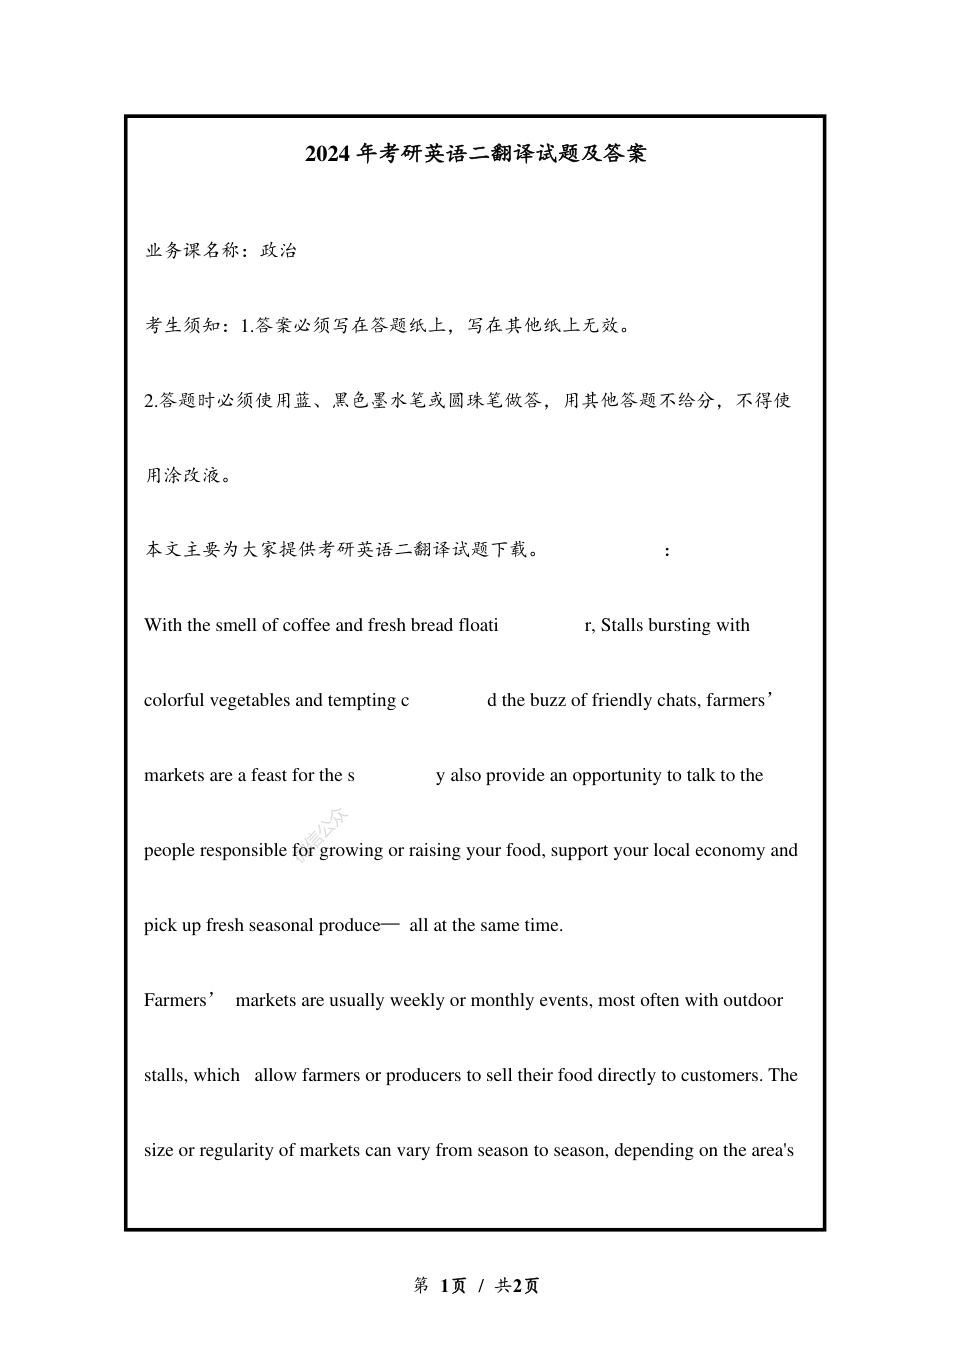 2024 年考研英语二翻译试题及答案
业务课名称：政治
考生须知：1.答案必须写在答题纸上，写在其他纸上无效。
2.答题时必须使用蓝、黑色墨水笔或圆珠笔做答，用其他答题不给分，不得使
用涂改液。
本文主要为大家提供考研英语二翻译试题下载。 ：
With the smell of coffee and fresh bread floati r, Stalls bursting with
colorful vegetables and tempting c d the buzz of friendly chats, farmers’
markets are a feast for the s y also provide an opportunity to talk to the
people responsible for growing or raising your food, support your local economy and
pick up fresh seasonal produce— all at the same time.
Farmers’ markets are usually weekly or monthly events, most often with outdoor
stalls, which allow farmers or producers to sell their food directly to customers. The
size or regularity of markets can vary from season to season, depending on the area's
信公众
第 1页 / 共2页